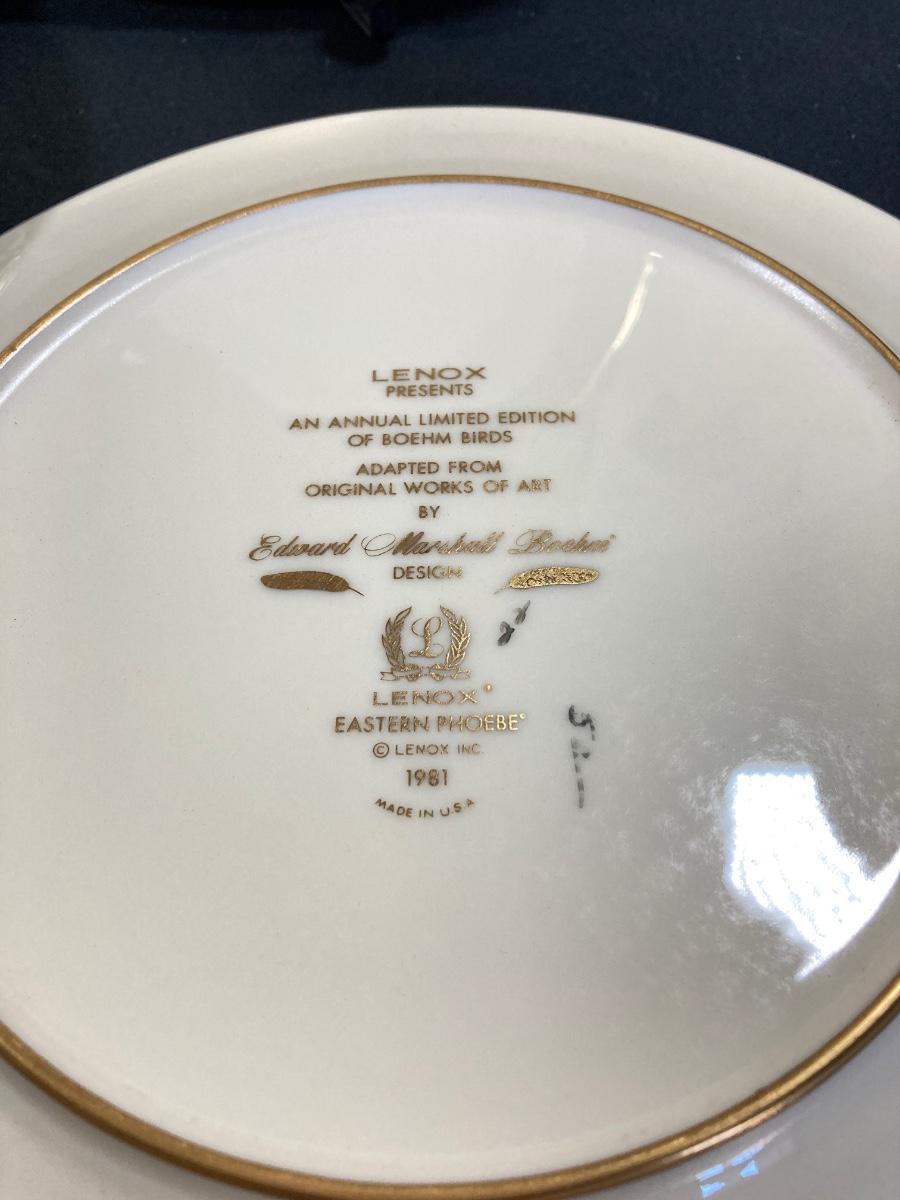 LENOX
PRESENTS
AN ANNUAL LIMITED EDITION
OF BOEHM BIRDS
ADAPTED FROM
ORIGINAL WORKS OF ART
BY
Edward Marshall Boehm
DESIGN
L
LENOX®
EASTERN PHOEBE©
© LENOX INC.
1981
MADE IN U.S.A